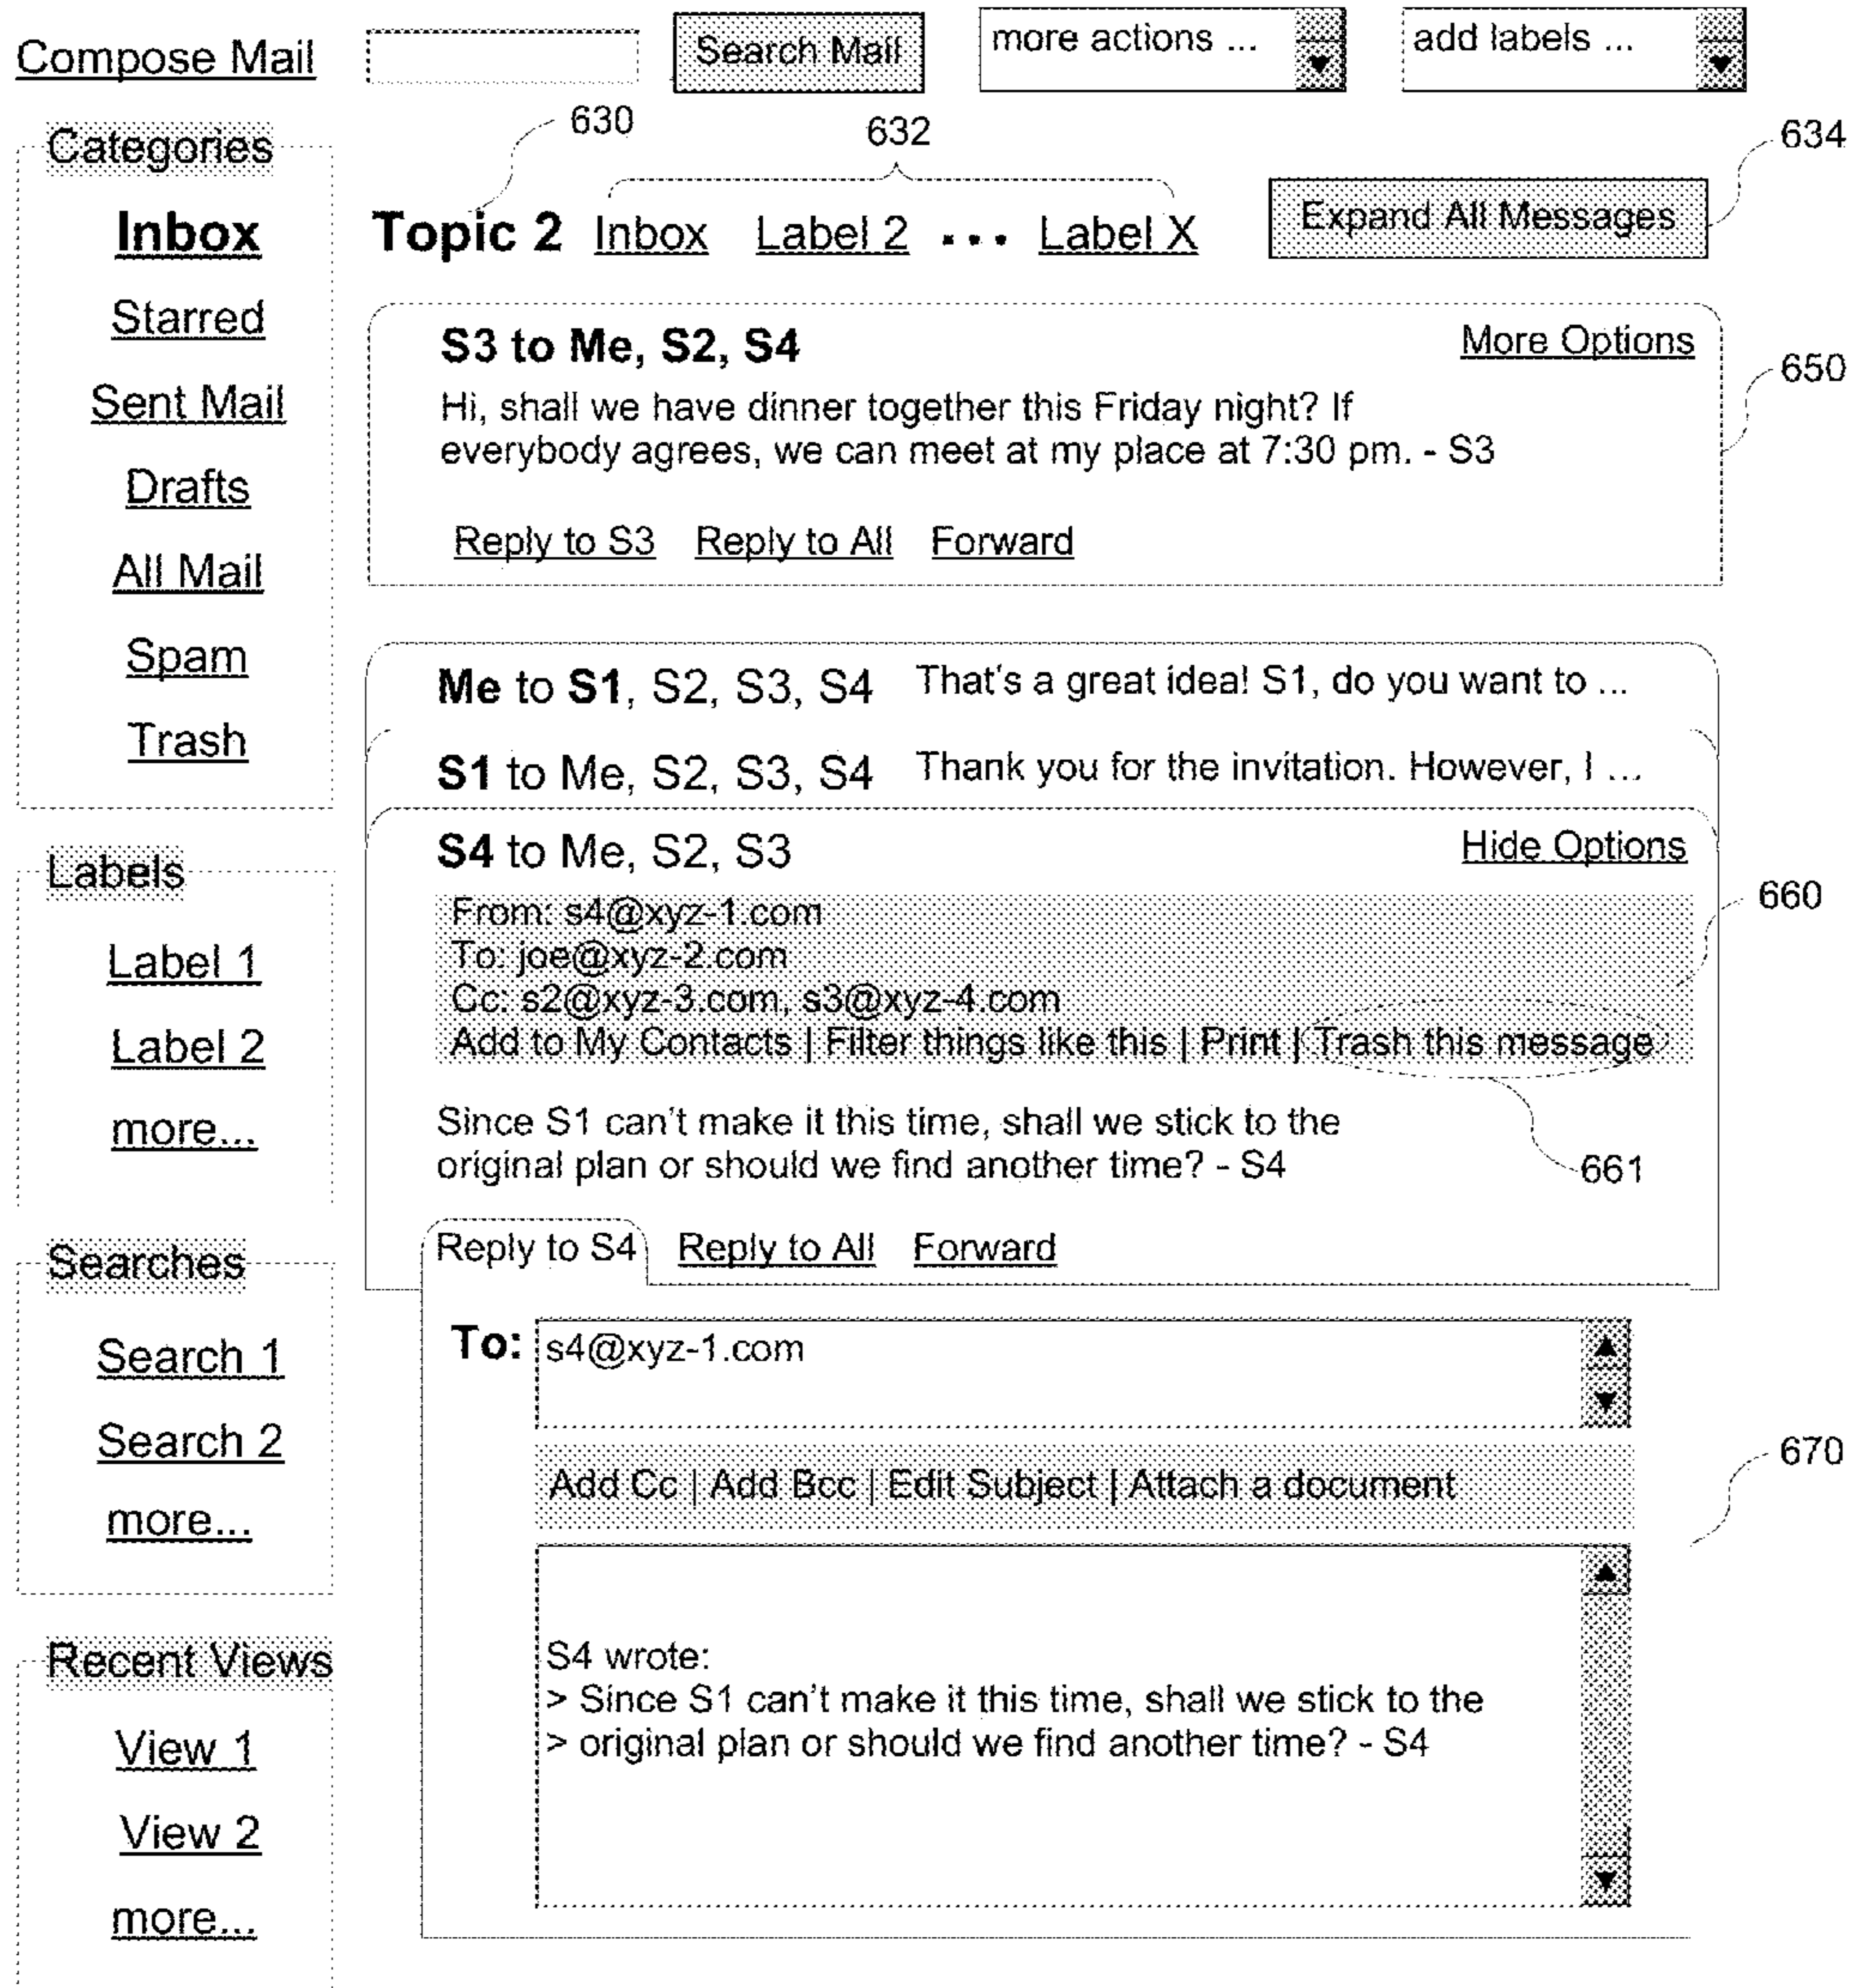 Compose Mail Search Mail more actions ... add labels ...
630 632 634
Categories
Inbox
Starred
Sent Mail
Drafts
All Mail
Spam
Trash
Labels
Label 1
Label 2
more...
Searches
Search 1
Search 2
more...
Recent Views
View 1
View 2
more...
Topic 2 Inbox Label 2 ... Label X Expand All Messages
S3 to Me, S2, S4 More Options
650
Hi, shall we have dinner together this Friday night? If
everybody agrees, we can meet at my place at 7:30 pm. - S3
Reply to S3 Reply to All Forward
Me to S1, S2, S3, S4 That's a great idea! S1, do you want to ...
S1 to Me, S2, S3, S4 Thank you for the invitation. However, I ...
S4 to Me, S2, S3 Hide Options
660
From: s4@xyz-1.com
To: joe@xyz-2.com
Cc: s2@xyz-3.com, s3@xyz-4.com
Add to My Contacts | Filter things like this | Print | Trash this message
Since S1 can't make it this time, shall we stick to the
original plan or should we find another time? - S4
661
Reply to S4 Reply to All Forward
To: s4@xyz-1.com
670
Add Cc | Add Bcc | Edit Subject | Attach a document
S4 wrote:
> Since S1 can't make it this time, shall we stick to the
> original plan or should we find another time? - S4